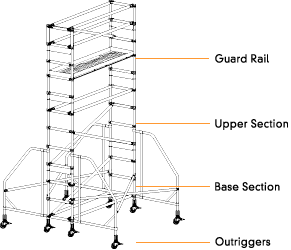 Guard Rail
Upper Section
Base Section
Outriggers